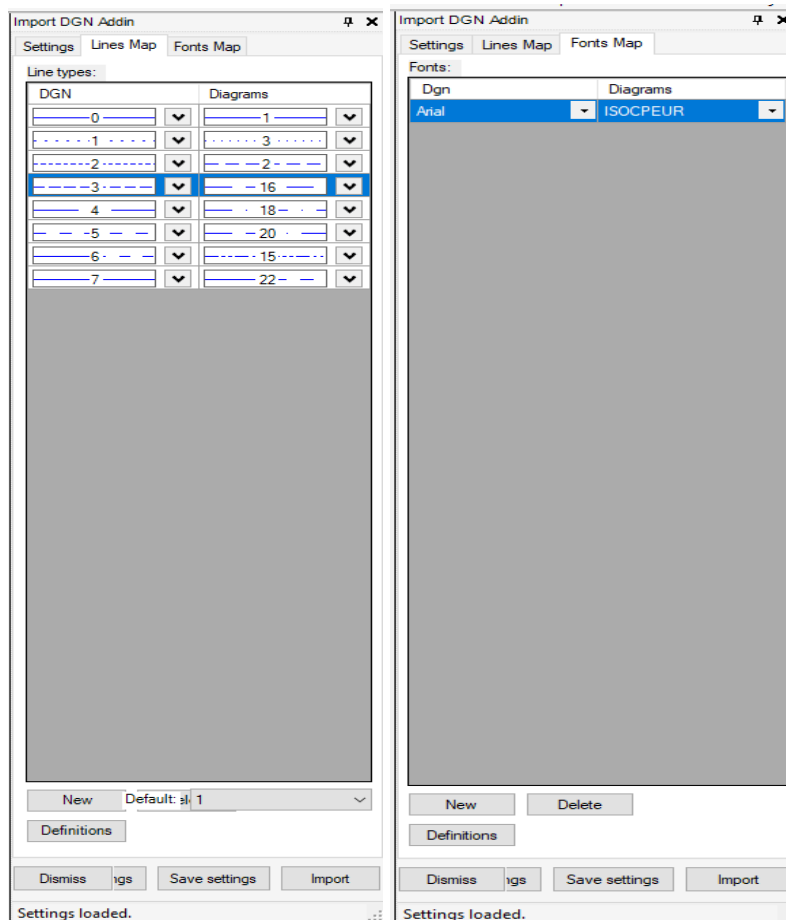 Import DGN Addin
Settings Lines Map Fonts Map
Line types:
DGN Diagrams
0 1
1 3
2 2
3 16
4 18
5 20
6 15
7 22
New Default: 1
Definitions
Dismiss Save settings Import
Settings loaded.
Import DGN Addin
Settings Lines Map Fonts Map
Fonts:
Dgn Diagrams
Arial ISOCPEUR
New Delete
Definitions
Dismiss Save settings Import
Settings loaded.